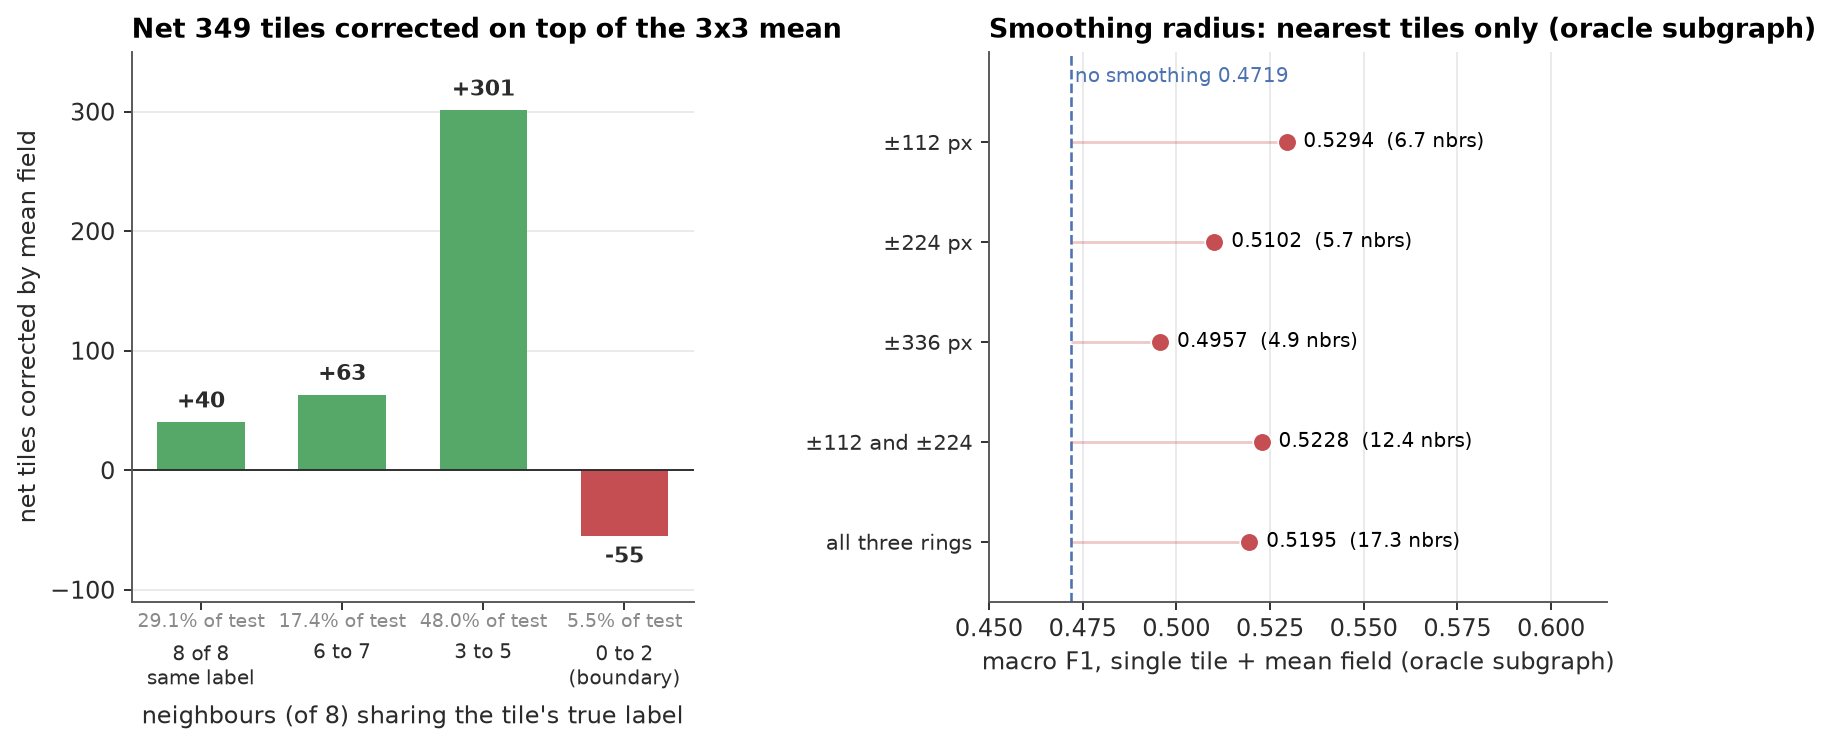 Net 349 tiles corrected on top of the 3x3 mean
net tiles corrected by mean field
300
200
100
0
−100
+40
+63
+301
-55
29.1% of test
17.4% of test
48.0% of test
5.5% of test
8 of 8
same label
6 to 7
3 to 5
0 to 2
(boundary)
neighbours (of 8) sharing the tile's true label
Smoothing radius: nearest tiles only (oracle subgraph)
no smoothing 0.4719
±112 px
0.5294 (6.7 nbrs)
±224 px
0.5102 (5.7 nbrs)
±336 px
0.4957 (4.9 nbrs)
±112 and ±224
0.5228 (12.4 nbrs)
all three rings
0.5195 (17.3 nbrs)
0.450
0.475
0.500
0.525
0.550
0.575
0.600
macro F1, single tile + mean field (oracle subgraph)